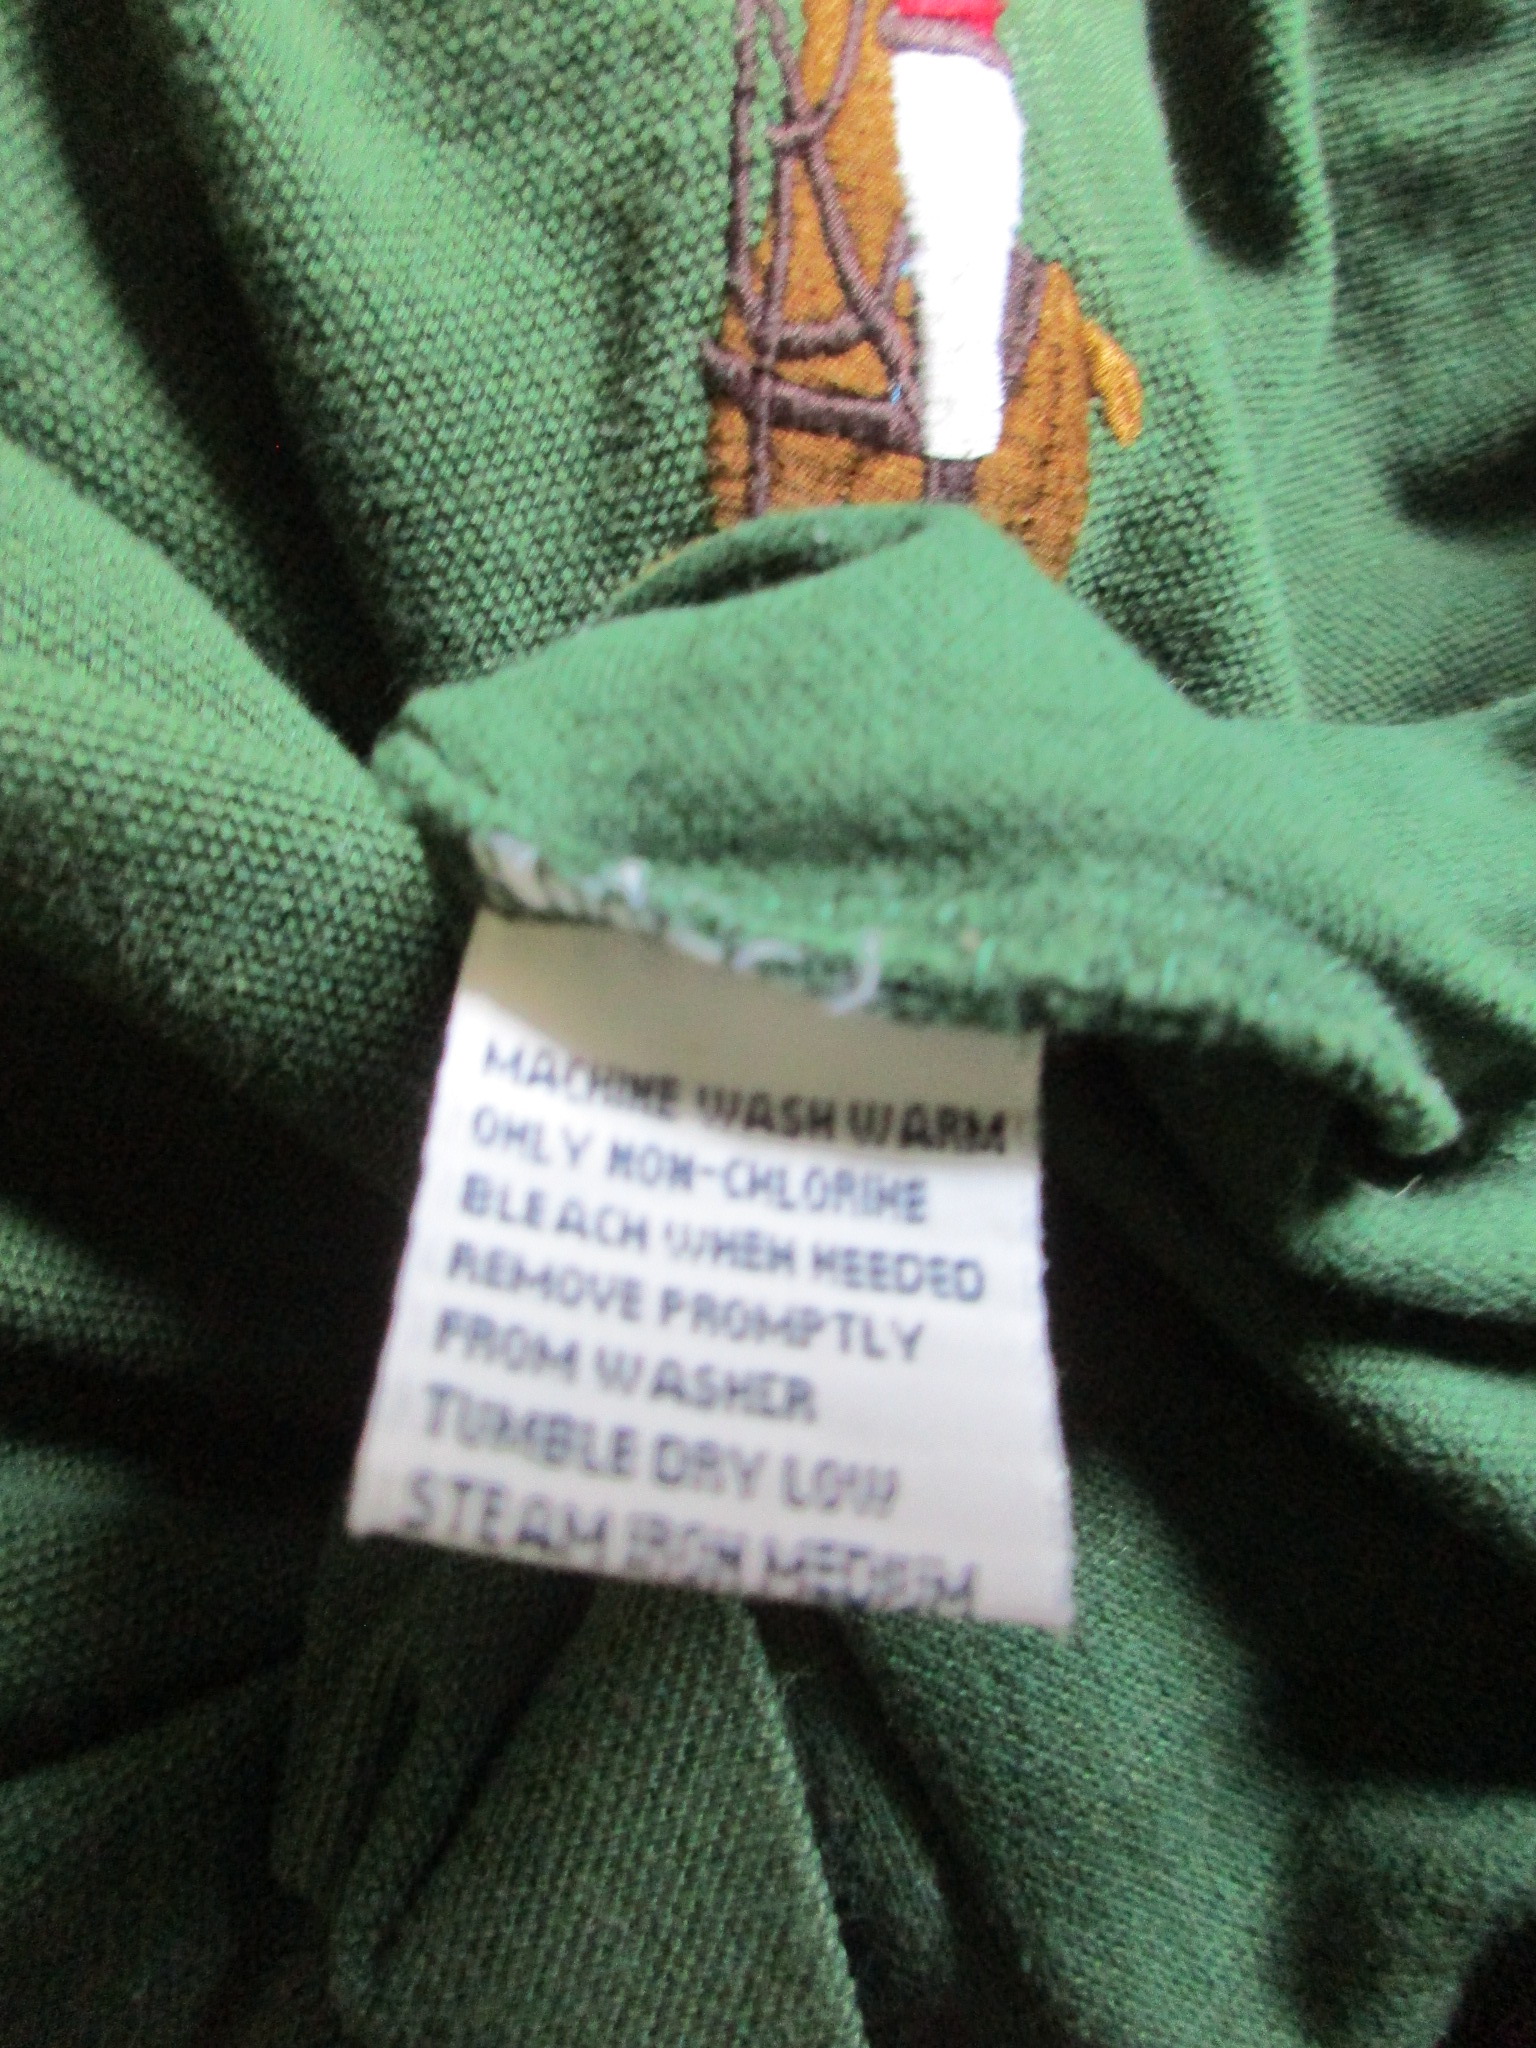 MACHINE WASH WARM
ONLY NON-CHLORINE
BLEACH WHEN NEEDED
REMOVE PROMPTLY
FROM WASHER
TUMBLE DRY LOW
STEAM IRON MEDIUM